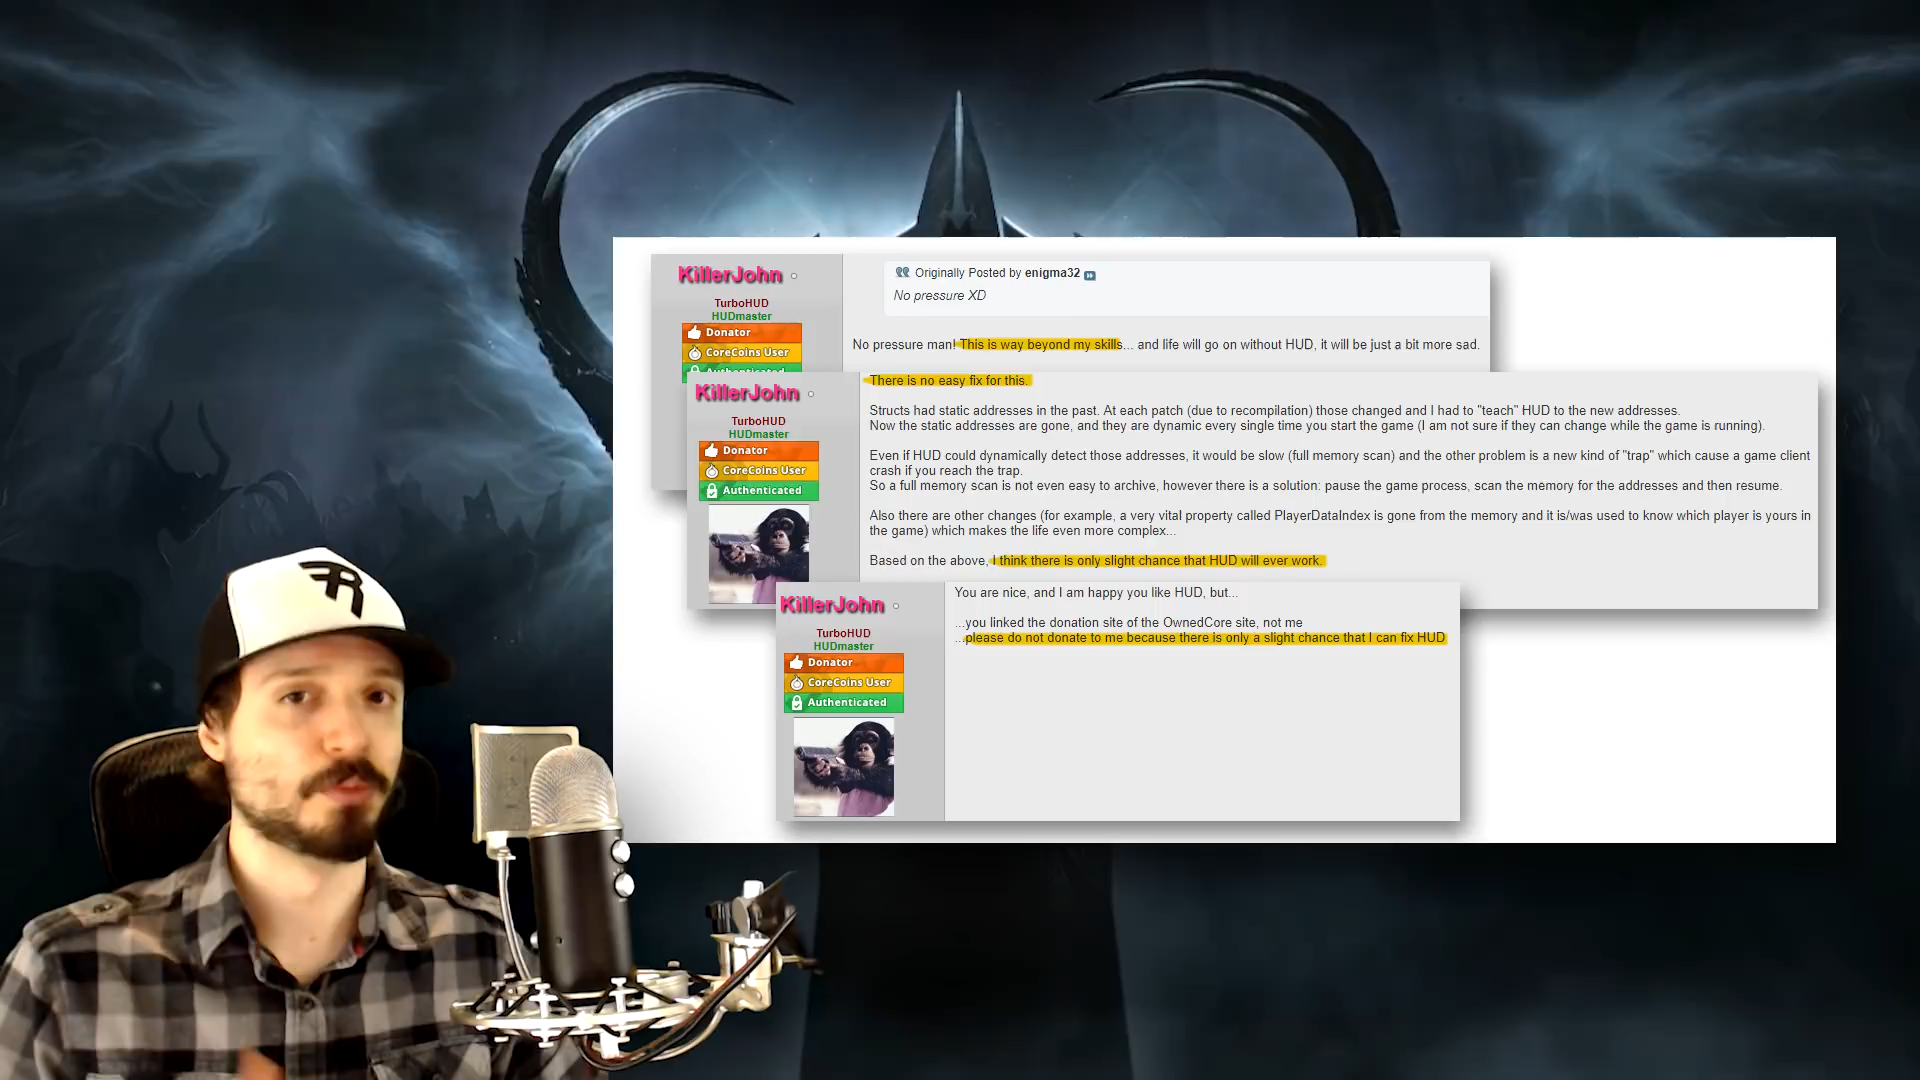 KillerJohn
TurboHUD
HUDmaster
Donator
CoreCoins User
Originally Posted by enigma32
No pressure XD
No pressure man! This is way beyond my skills... and life will go on without HUD, it will be just a bit more sad.
KillerJohn
TurboHUD
HUDmaster
Donator
CoreCoins User
Authenticated
There is no easy fix for this.
Structs had static addresses in the past. At each patch (due to recompilation) those changed and I had to "teach" HUD to the new addresses.
Now the static addresses are gone, and they are dynamic every single time you start the game (I am not sure if they can change while the game is running).
Even if HUD could dynamically detect those addresses, it would be slow (full memory scan) and the other problem is a new kind of "trap" which cause a game client
crash if you reach the trap.
So a full memory scan is not even easy to archive, however there is a solution: pause the game process, scan the memory for the addresses and then resume.
Also there are other changes (for example, a very vital property called PlayerDataIndex is gone from the memory and it is/was used to know which player is yours in
the game) which makes the life even more complex...
Based on the above, I think there is only slight chance that HUD will ever work.
KillerJohn
TurboHUD
HUDmaster
Donator
CoreCoins User
Authenticated
You are nice, and I am happy you like HUD, but...
...you linked the donation site of the OwnedCore site, not me
...please do not donate to me because there is only a slight chance that I can fix HUD